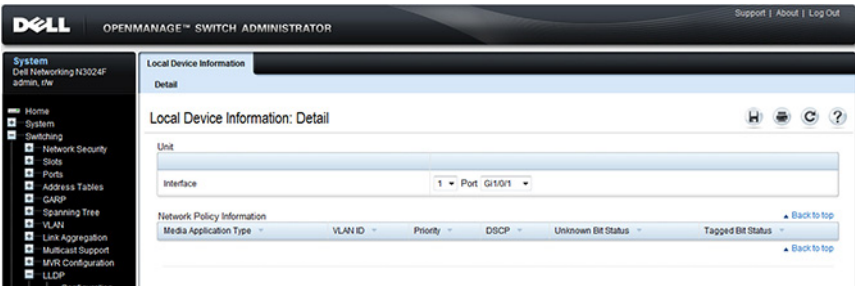 Support | About | Log Out
DELL OPENMANAGE™ SWITCH ADMINISTRATOR
System
Dell Networking N3024F
admin, r/w
Home
System
Switching
Network Security
Slots
Ports
Address Tables
GARP
Spanning Tree
VLAN
Link Aggregation
Multicast Support
MVR Configuration
LLDP
Local Device Information
Detail
Local Device Information: Detail
Unit
Interface 1 Port Gi1/0/1
Back to top
Network Policy Information
Media Application Type VLAN ID Priority DSCP Unknown Bit Status Tagged Bit Status
Back to top